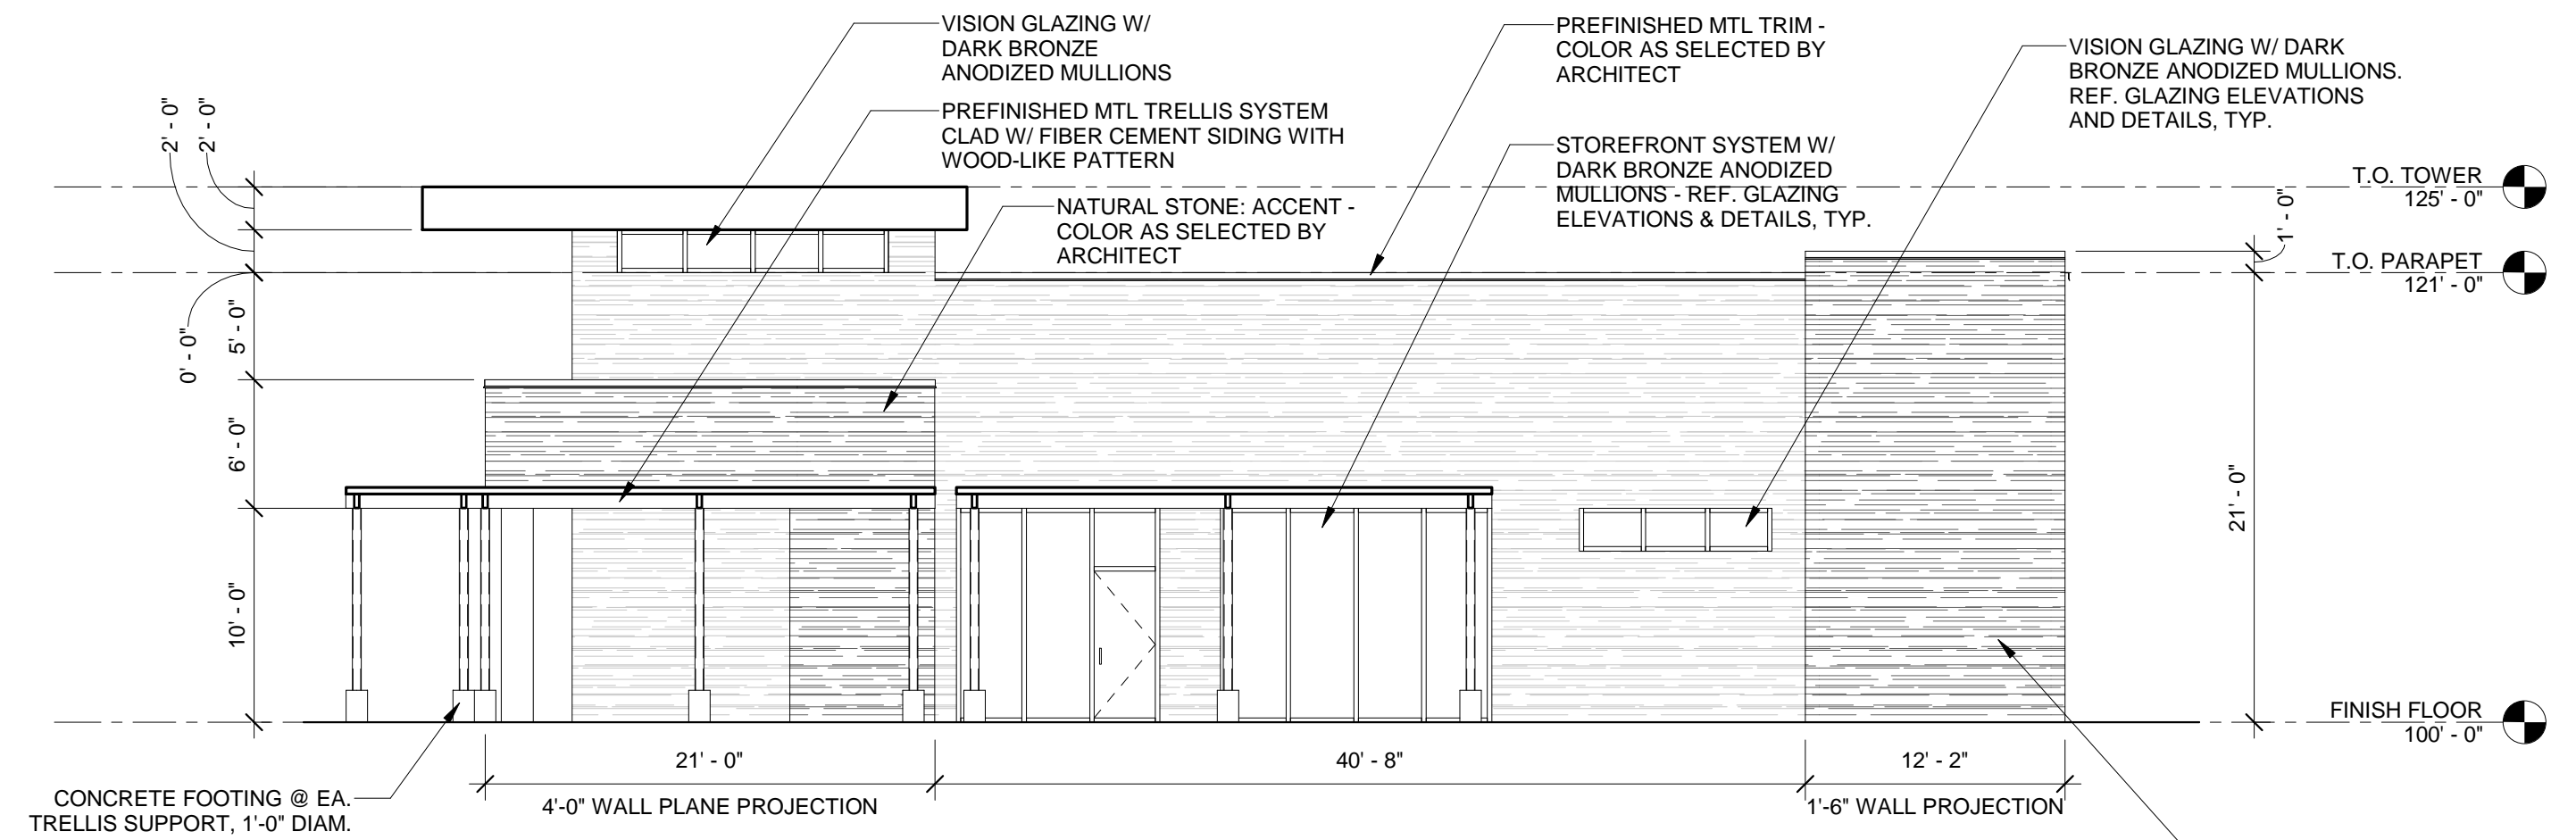 VISION GLAZING W/
DARK BRONZE
ANODIZED MULLIONS
PREFINISHED MTL TRELLIS SYSTEM
CLAD W/ FIBER CEMENT SIDING WITH
WOOD-LIKE PATTERN
NATURAL STONE: ACCENT -
COLOR AS SELECTED BY
ARCHITECT
PREFINISHED MTL TRIM -
COLOR AS SELECTED BY
ARCHITECT
STOREFRONT SYSTEM W/
DARK BRONZE ANODIZED
MULLIONS - REF. GLAZING
ELEVATIONS & DETAILS, TYP.
VISION GLAZING W/ DARK
BRONZE ANODIZED MULLIONS.
REF. GLAZING ELEVATIONS
AND DETAILS, TYP.
2' - 0"
2' - 0"
0' - 0"
5' - 0"
6' - 0"
10' - 0"
T.O. TOWER
125' - 0"
1' - 0"
T.O. PARAPET
121' - 0"
21' - 0"
FINISH FLOOR
100' - 0"
21' - 0"
40' - 8"
12' - 2"
4'-0" WALL PLANE PROJECTION
1'-6" WALL PROJECTION
CONCRETE FOOTING @ EA.
TRELLIS SUPPORT, 1'-0" DIAM.